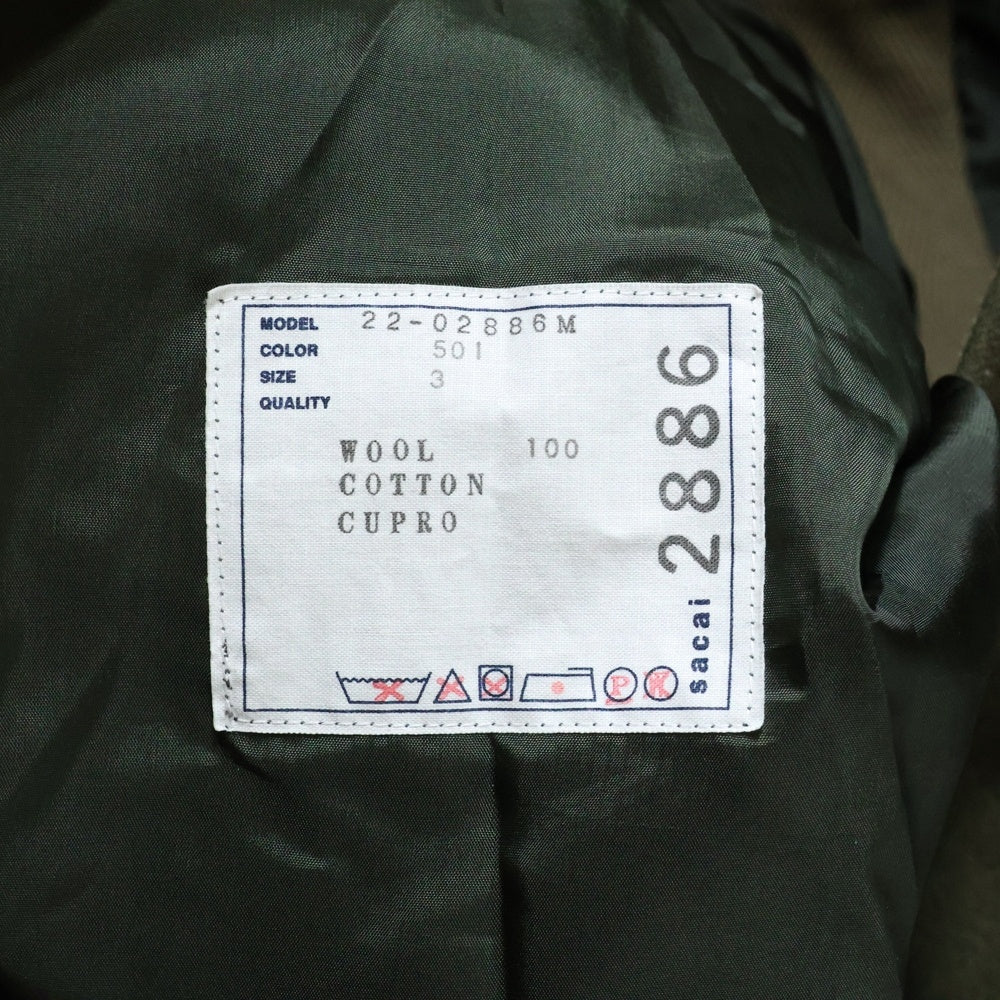 MODEL 22-02886M
COLOR 501
SIZE 3
QUALITY
WOOL 100
COTTON
CUPRO
P W
sacai 2886